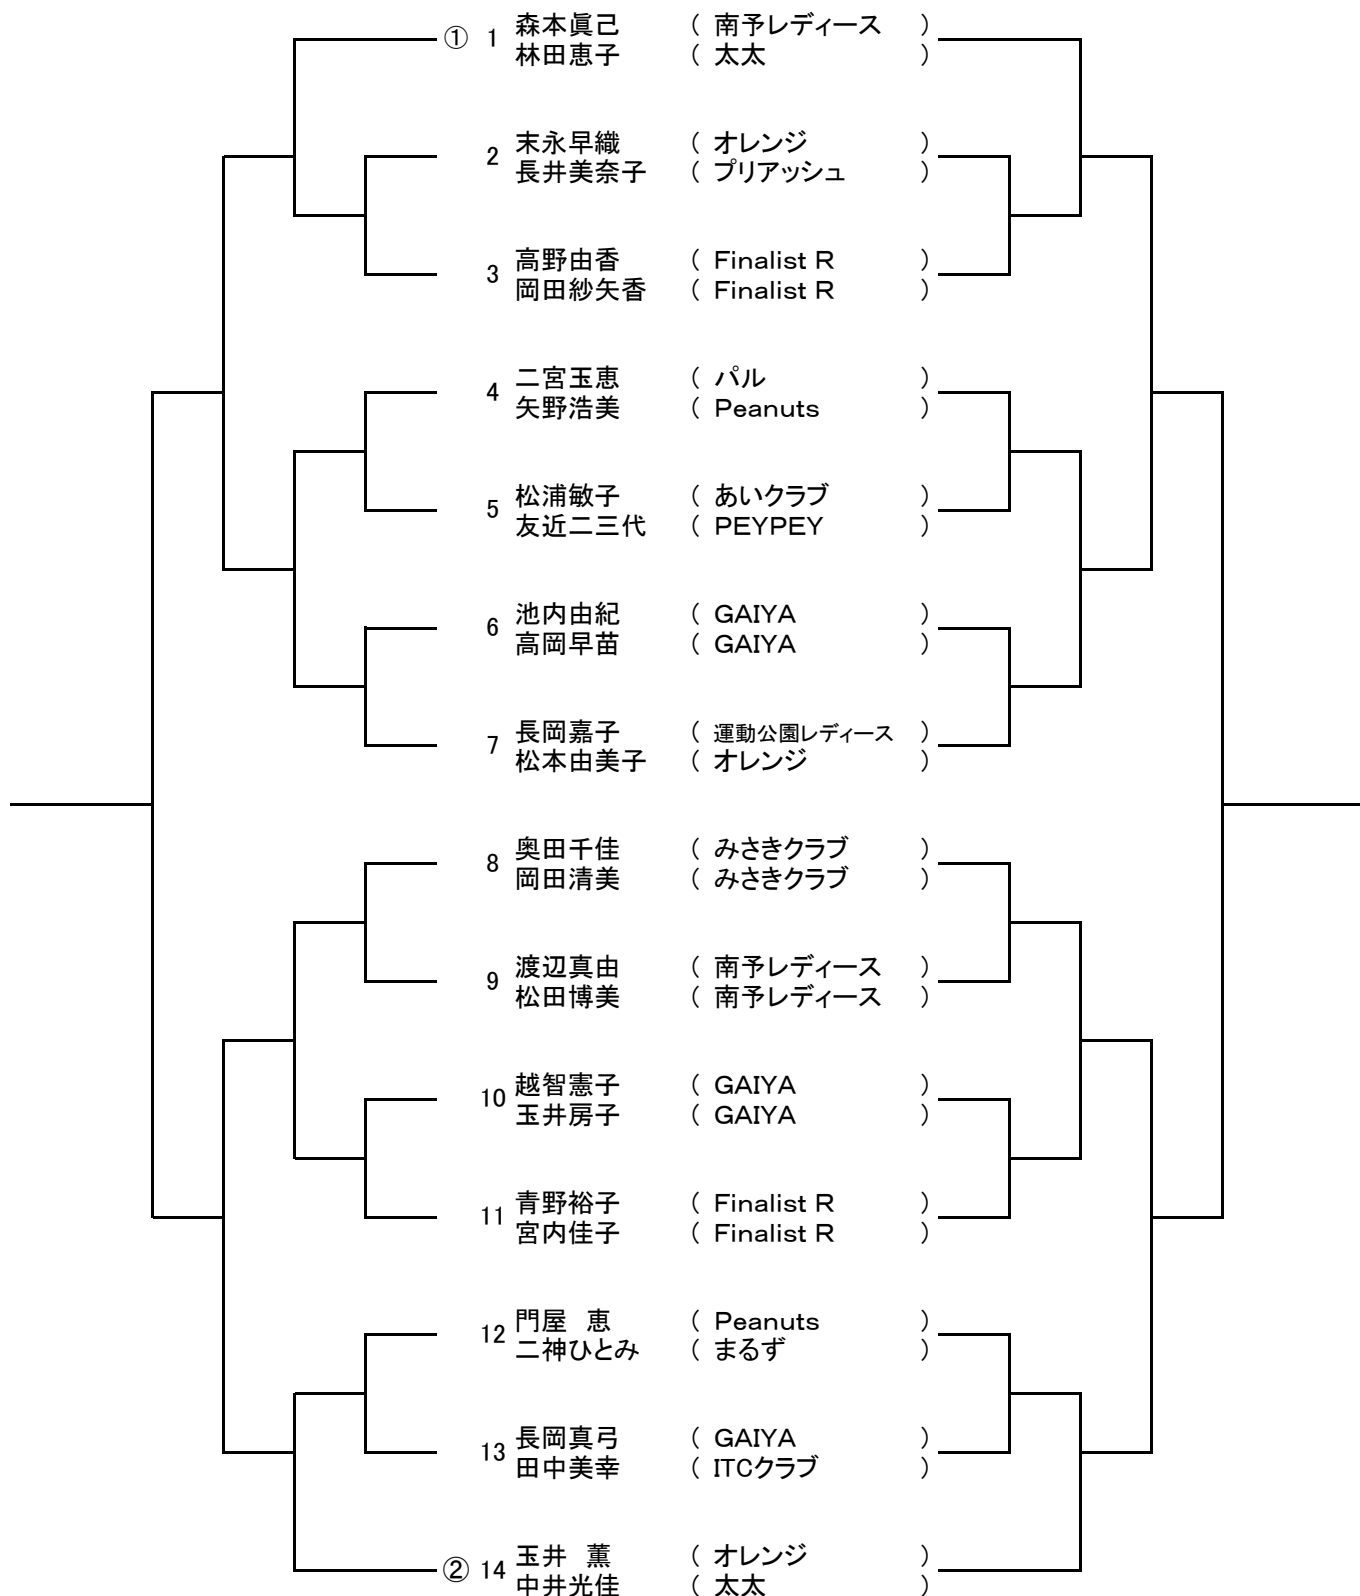 ① 1 森本眞己 ( 南予レディース )
林田恵子 ( 太太 )
2 末永早織 ( オレンジ )
長井美奈子 ( プリアッシュ )
3 高野由香 ( Finalist R )
岡田紗矢香 ( Finalist R )
4 二宮玉恵 ( パル )
矢野浩美 ( Peanuts )
5 松浦敏子 ( あいクラブ )
友近二三代 ( PEYPEY )
6 池内由紀 ( GAIYA )
高岡早苗 ( GAIYA )
7 長岡嘉子 ( 運動公園レディース )
松本由美子 ( オレンジ )
8 奥田千佳 ( みさきクラブ )
岡田清美 ( みさきクラブ )
9 渡辺真由 ( 南予レディース )
松田博美 ( 南予レディース )
10 越智憲子 ( GAIYA )
玉井房子 ( GAIYA )
11 青野裕子 ( Finalist R )
宮内佳子 ( Finalist R )
12 門屋　恵 ( Peanuts )
二神ひとみ ( まるず )
13 長岡真弓 ( GAIYA )
田中美幸 ( ITCクラブ )
② 14 玉井　薫 ( オレンジ )
中井光佳 ( 太太 )